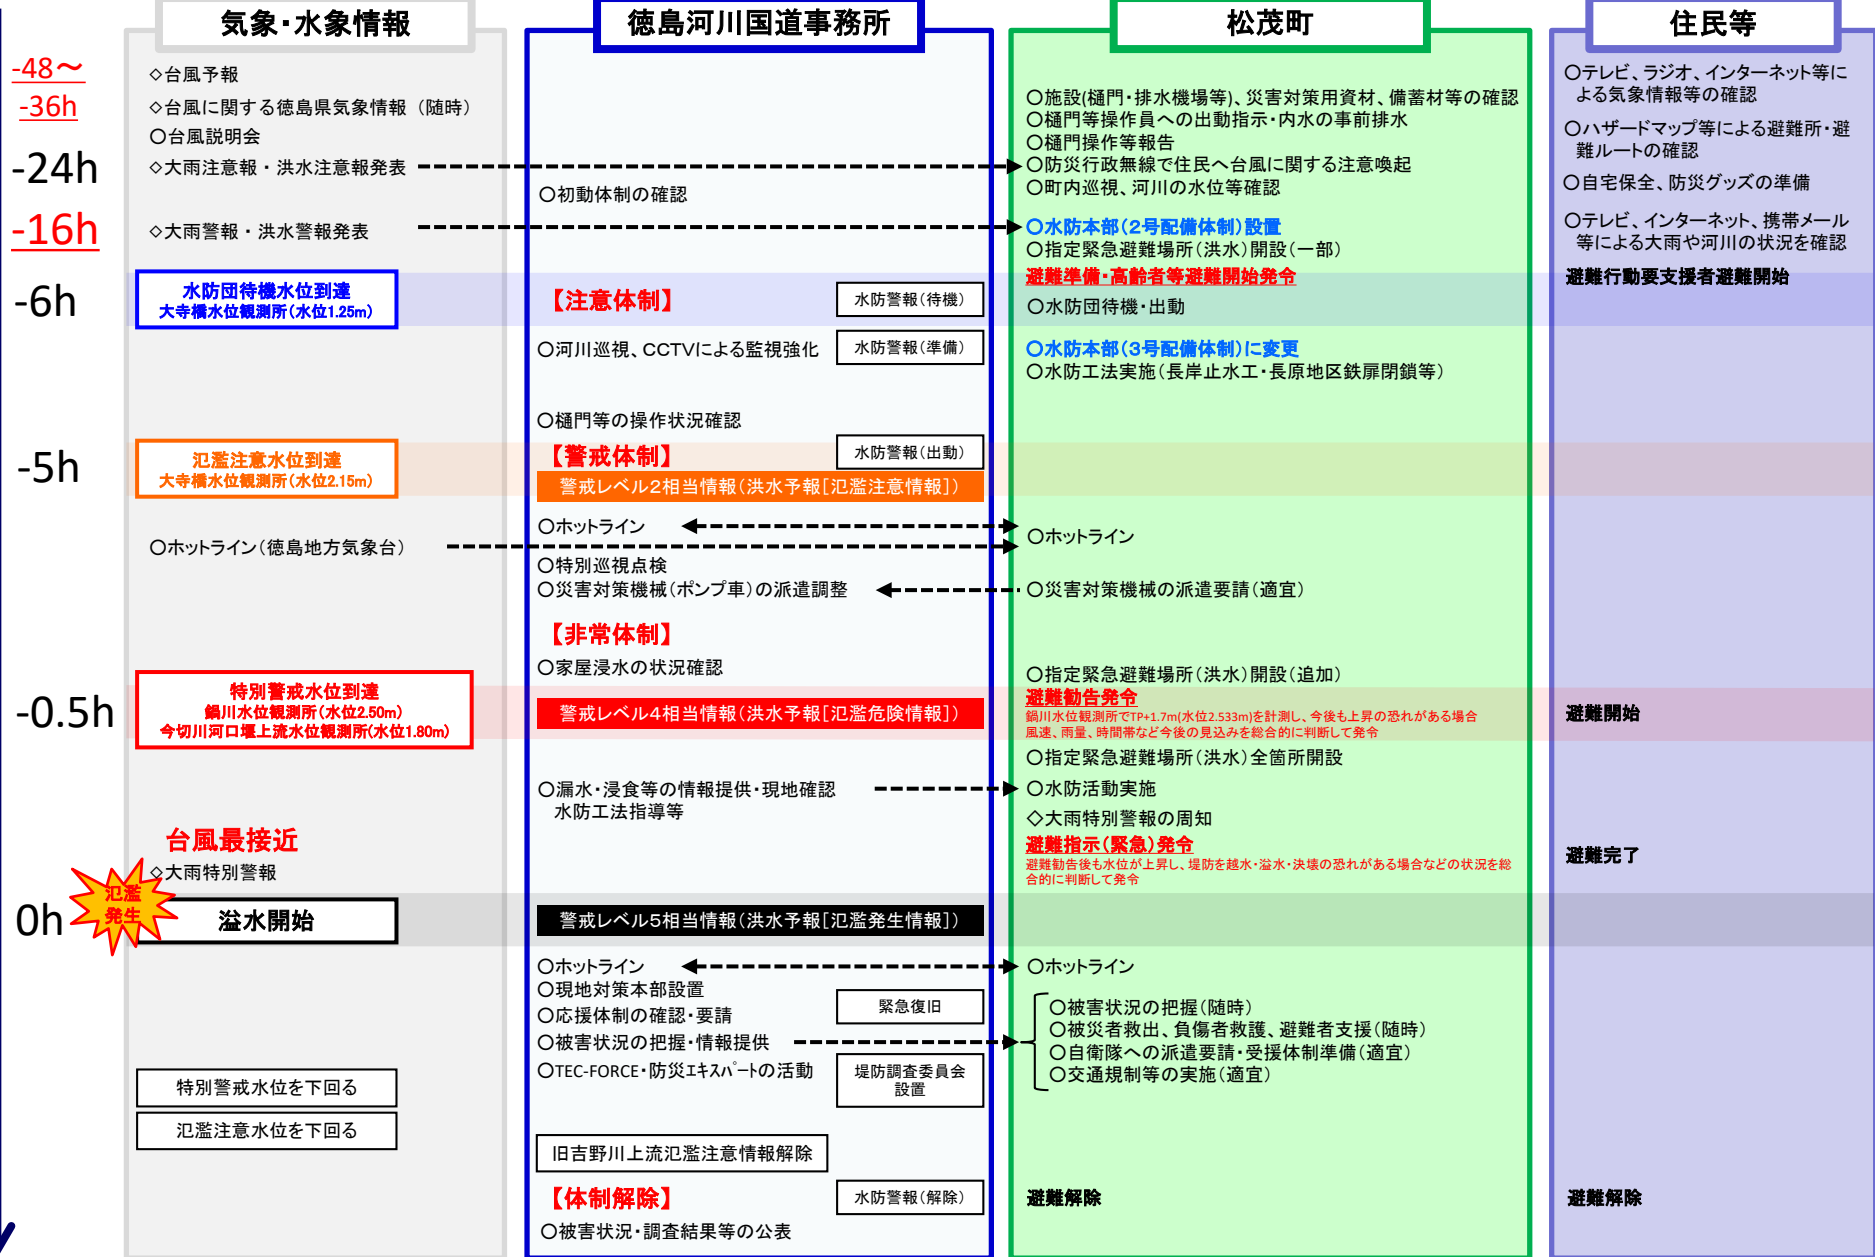 気象・水象情報
徳島河川国道事務所
松茂町
住民等
-48～
-36h
-24h
-16h
-6h
-5h
-0.5h
0h
◇台風予報
◇台風に関する徳島県気象情報（随時）
○台風説明会
◇大雨注意報・洪水注意報発表
◇大雨警報・洪水警報発表
水防団待機水位到達
大寺橋水位観測所（水位1.25m）
氾濫注意水位到達
大寺橋水位観測所（水位2.15m）
○ホットライン（徳島地方気象台）
特別警戒水位到達
鍋川水位観測所（水位2.50m）
今切川河口堰上流水位観測所（水位1.80m）
台風最接近
◇大雨特別警報
氾濫
発生
溢水開始
特別警戒水位を下回る
氾濫注意水位を下回る
○初動体制の確認
【注意体制】
水防警報（待機）
○河川巡視、CCTVによる監視強化
水防警報（準備）
○樋門等の操作状況確認
【警戒体制】
水防警報（出動）
警戒レベル2相当情報（洪水予報［氾濫注意情報］）
○ホットライン
○特別巡視点検
○災害対策機械（ポンプ車）の派遣調整
【非常体制】
○家屋浸水の状況確認
警戒レベル4相当情報（洪水予報［氾濫危険情報］）
○漏水・浸食等の情報提供・現地確認
水防工法指導等
警戒レベル5相当情報（洪水予報［氾濫発生情報］）
○ホットライン
○現地対策本部設置
○応援体制の確認・要請
緊急復旧
○被害状況の把握・情報提供
○TEC-FORCE・防災ｴｷｽﾊﾟｰﾄの活動
堤防調査委員会
設置
旧吉野川上流氾濫注意情報解除
【体制解除】
水防警報（解除）
○被害状況・調査結果等の公表
○施設(樋門・排水機場等)、災害対策用資材、備蓄材等の確認
○樋門等操作員への出動指示・内水の事前排水
○樋門操作等報告
○防災行政無線で住民へ台風に関する注意喚起
○町内巡視、河川の水位等確認
○水防本部（2号配備体制）設置
○指定緊急避難場所（洪水）開設（一部）
避難準備・高齢者等避難開始発令
○水防団待機・出動
○水防本部（3号配備体制）に変更
○水防工法実施（長岸止水工・長原地区鉄扉閉鎖等）
○ホットライン
○災害対策機械の派遣要請（適宜）
○指定緊急避難場所（洪水）開設（追加）
避難勧告発令
鍋川水位観測所でTP+1.7m(水位2.533m)を計測し、今後も上昇の恐れがある場合
風速、雨量、時間帯など今後の見込みを総合的に判断して発令
○指定緊急避難場所（洪水）全箇所開設
○水防活動実施
◇大雨特別警報の周知
避難指示（緊急）発令
避難勧告後も水位が上昇し、堤防を越水・溢水・決壊の恐れがある場合などの状況を総
合的に判断して発令
○ホットライン
○被害状況の把握（随時）
○被災者救出、負傷者救護、避難者支援（随時）
○自衛隊への派遣要請・受援体制準備（適宜）
○交通規制等の実施（適宜）
避難解除
○テレビ、ラジオ、インターネット等に
よる気象情報等の確認
○ハザードマップ等による避難所・避
難ルートの確認
○自宅保全、防災グッズの準備
○テレビ、インターネット、携帯メール
等による大雨や河川の状況を確認
避難行動要支援者避難開始
避難開始
避難完了
避難解除